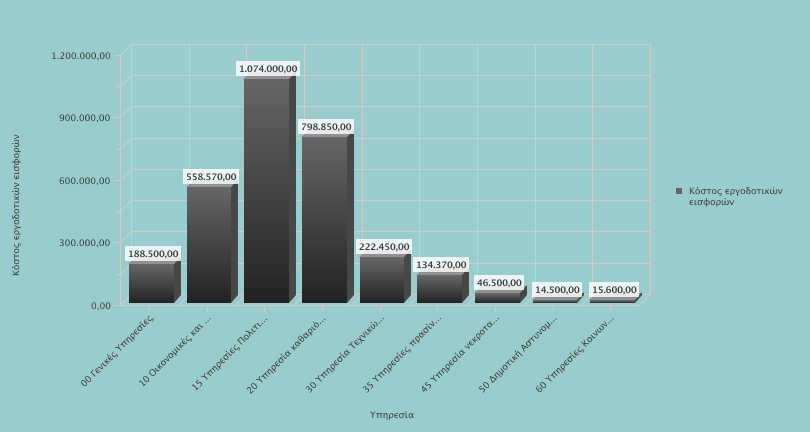 1.200.000,00
900.000,00
600.000,00
300.000,00
0,00
Κόστος εργοδοτικών εισφορών
188.500,00
558.570,00
1.074.000,00
798.850,00
222.450,00
134.370,00
46.500,00
14.500,00
15.600,00
00 Γενικές Υπηρεσίες
10 Οικονομικές και ...
15 Υπηρεσίες Πολιτι...
20 Υπηρεσία καθαριό...
30 Υπηρεσία Τεχνικώ...
35 Υπηρεσίες πρασίν...
45 Υπηρεσία νεκροτα...
50 Δημοτική Αστυνομ...
60 Υπηρεσίες Κοινων...
Υπηρεσία
Κόστος εργοδοτικών
εισφορών